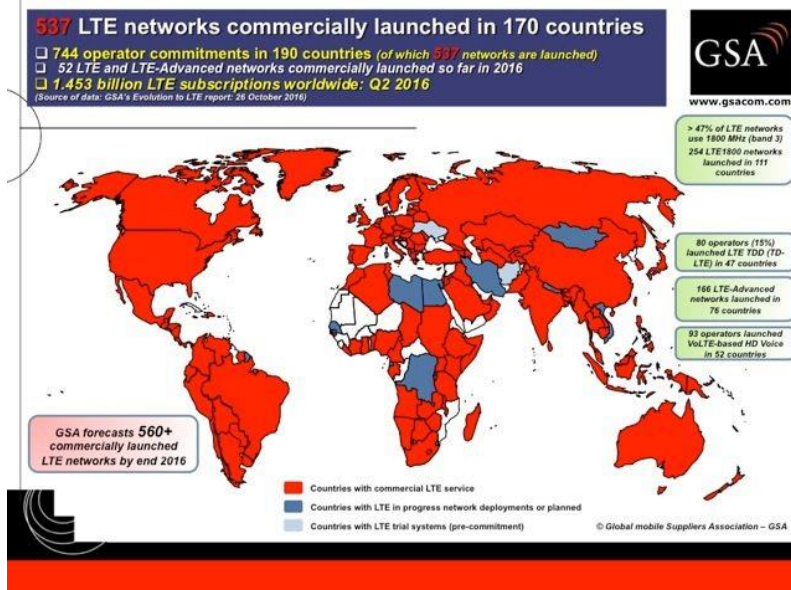 537 LTE networks commercially launched in 170 countries
❑ 744 operator commitments in 190 countries (of which 537 networks are launched)
❑ 52 LTE and LTE-Advanced networks commercially launched so far in 2016
❑ 1.453 billion LTE subscriptions worldwide: Q2 2016
(Source of data: GSA's Evolution to LTE report: 26 October 2016)
GSA
www.gsacom.com
> 47% of LTE networks
use 1800 MHz (band 3)
254 LTE1800 networks
launched in 111
countries
80 operators (15%)
launched LTE TDD (TD-
LTE) in 47 countries
166 LTE-Advanced
networks launched in
76 countries
93 operators launched
VoLTE-based HD Voice
in 52 countries
GSA forecasts 560+
commercially launched
LTE networks by end 2016
Countries with commercial LTE service
Countries with LTE in progress network deployments or planned
Countries with LTE trial systems (pre-commitment)
© Global mobile Suppliers Association – GSA